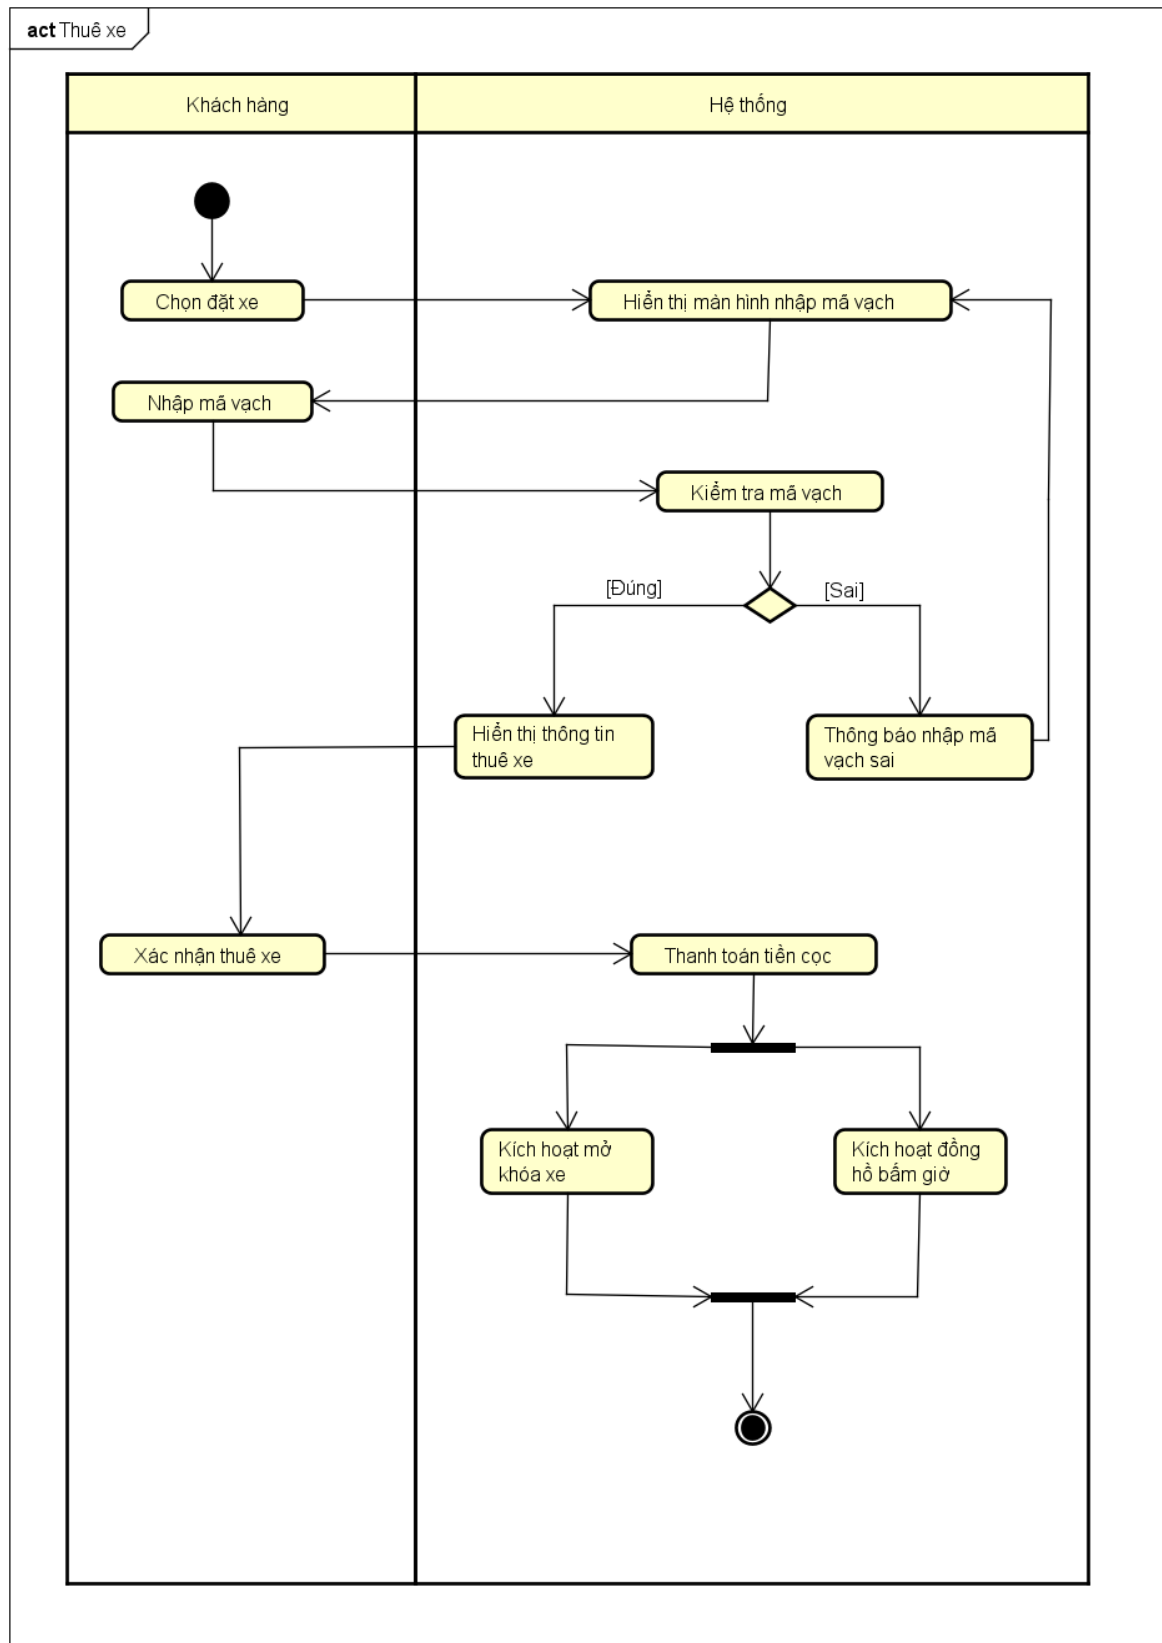 act Thuê xe
Khách hàng
Hệ thống
Chọn đặt xe
Hiển thị màn hình nhập mã vạch
Nhập mã vạch
Kiểm tra mã vạch
[Đúng]
[Sai]
Hiển thị thông tin
thuê xe
Thông báo nhập mã
vạch sai
Xác nhận thuê xe
Thanh toán tiền cọc
Kích hoạt mở
khóa xe
Kích hoạt đồng
hồ bấm giờ